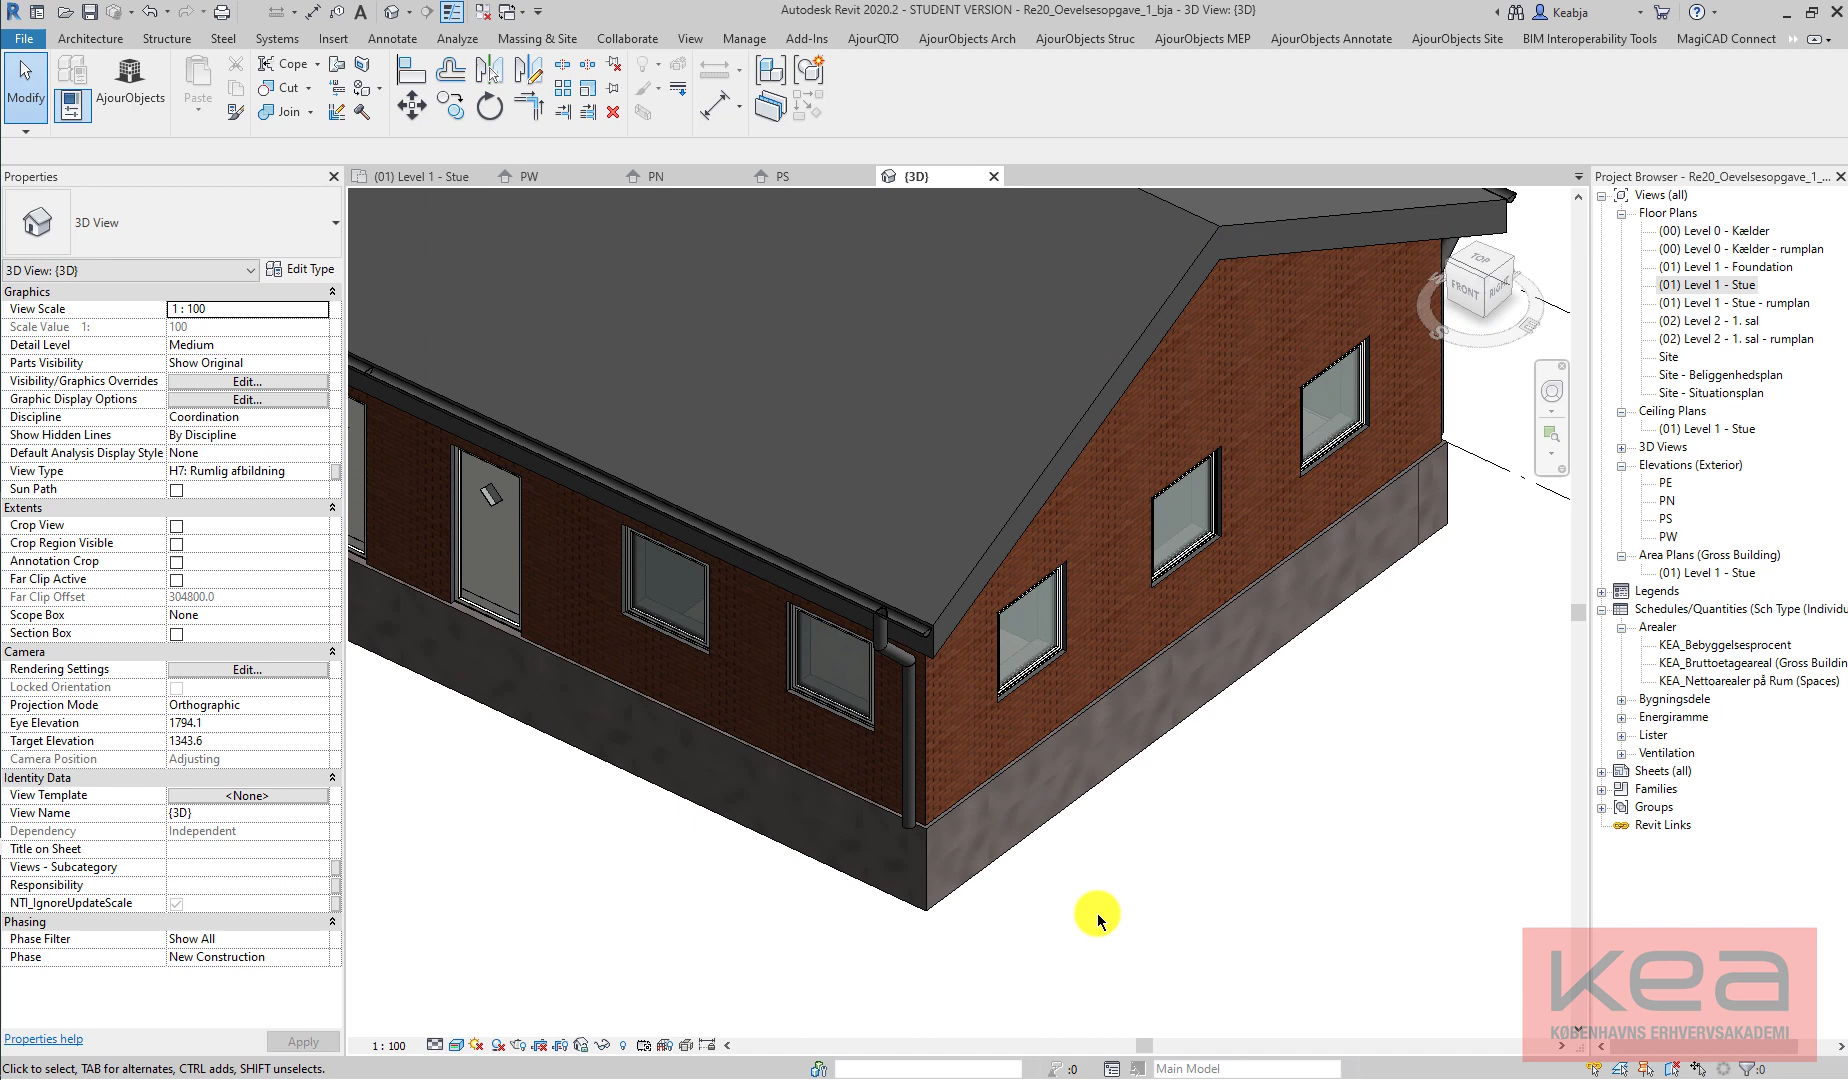 Autodesk Revit 2020.2 - STUDENT VERSION - Re20_Oevelsesopgave_1_bja - 3D View: {3D}
Keabja
File
Architecture
Structure
Steel
Systems
Insert
Annotate
Analyze
Massing & Site
Collaborate
View
Manage
Add-Ins
AjourQTO
AjourObjects Arch
AjourObjects Struc
AjourObjects MEP
AjourObjects Annotate
AjourObjects Site
BIM Interoperability Tools
MagiCAD Connect
Modify
AjourObjects
Paste
Cope
Cut
Join
Properties
(01) Level 1 - Stue
PW
PN
PS
{3D}
Project Browser - Re20_Oevelsesopgave_1_...
3D View
3D View: {3D}
Edit Type
Graphics
View Scale 1 : 100
Scale Value 1: 100
Detail Level Medium
Parts Visibility Show Original
Visibility/Graphics Overrides Edit...
Graphic Display Options Edit...
Discipline Coordination
Show Hidden Lines By Discipline
Default Analysis Display Style None
View Type H7: Rumlig afbildning
Sun Path
Extents
Crop View
Crop Region Visible
Annotation Crop
Far Clip Active
Far Clip Offset 304800.0
Scope Box None
Section Box
Camera
Rendering Settings Edit...
Locked Orientation
Projection Mode Orthographic
Eye Elevation 1794.1
Target Elevation 1343.6
Camera Position Adjusting
Identity Data
View Template <None>
View Name {3D}
Dependency Independent
Title on Sheet
Views - Subcategory
Responsibility
NTI_IgnoreUpdateScale
Phasing
Phase Filter Show All
Phase New Construction
Properties help
Apply
TOP
FRONT
RIGHT
S
E
Views (all)
Floor Plans
(00) Level 0 - Kælder
(00) Level 0 - Kælder - rumplan
(01) Level 1 - Foundation
(01) Level 1 - Stue
(01) Level 1 - Stue - rumplan
(02) Level 2 - 1. sal
(02) Level 2 - 1. sal - rumplan
Site
Site - Beliggenhedsplan
Site - Situationsplan
Ceiling Plans
(01) Level 1 - Stue
3D Views
Elevations (Exterior)
PE
PN
PS
PW
Area Plans (Gross Building)
(01) Level 1 - Stue
Legends
Schedules/Quantities (Sch Type (Individu
Arealer
KEA_Bebyggelsesprocent
KEA_Bruttoetageareal (Gross Buildin
KEA_Nettoarealer på Rum (Spaces)
Bygningsdele
Energiramme
Lister
Ventilation
Sheets (all)
Families
Groups
Revit Links
kea
KØBENHAVNS ERHVERVSAKADEMI
1 : 100
Click to select, TAB for alternates, CTRL adds, SHIFT unselects.
:0
Main Model
:0